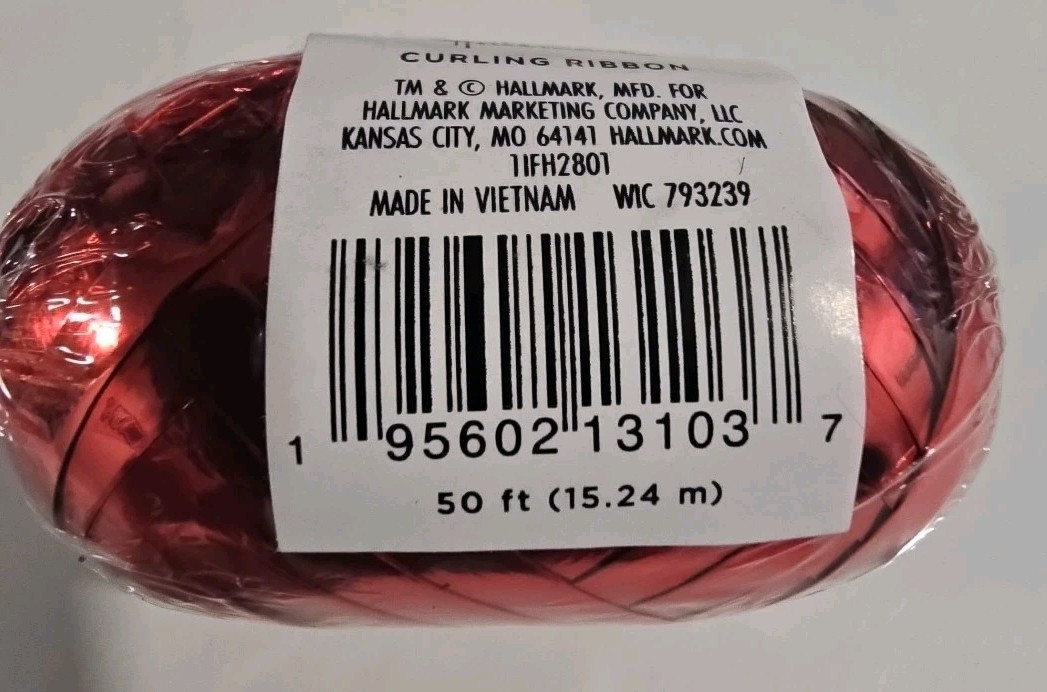 CURLING RIBBON
TM & © HALLMARK, MFD. FOR
HALLMARK MARKETING COMPANY, LLC
KANSAS CITY, MO 64141 HALLMARK.COM
1IFH2801
MADE IN VIETNAM WIC 793239
1 95602 13103 7
50 ft (15.24 m)